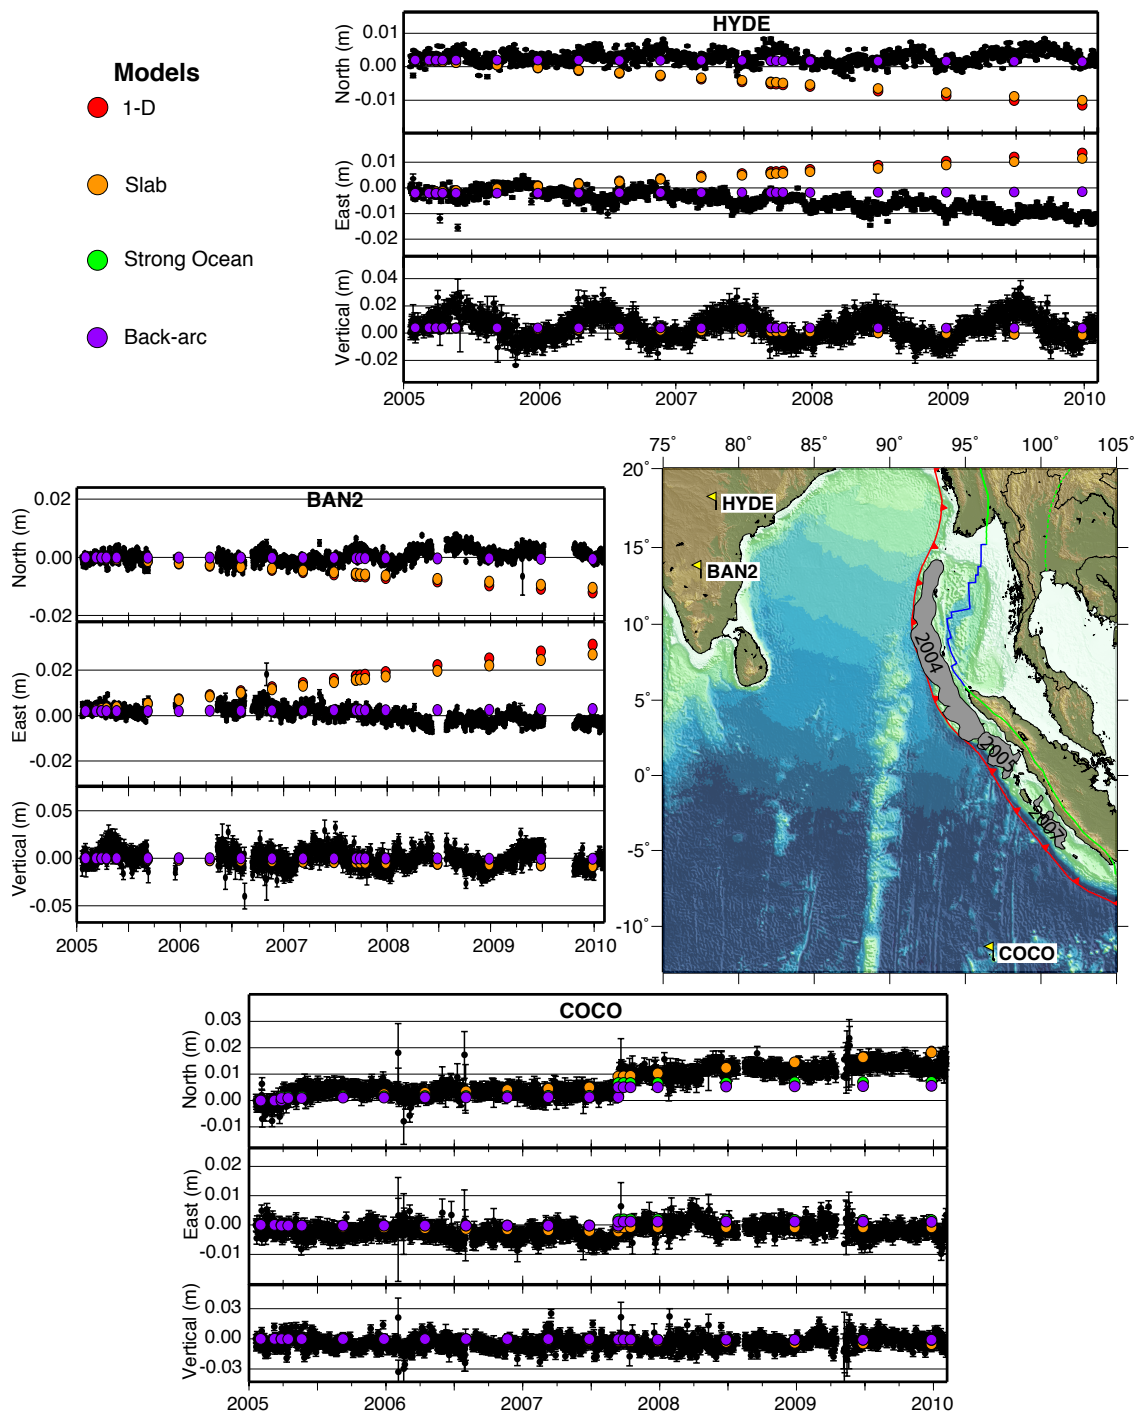 HYDE
North (m)
0.01
0.00
-0.01
East (m)
0.01
0.00
-0.01
-0.02
Vertical (m)
0.04
0.02
0.00
-0.02
2005 2006 2007 2008 2009 2010
Models
1-D
Slab
Strong Ocean
Back-arc
BAN2
North (m)
0.02
0.00
-0.02
East (m)
0.02
0.00
-0.02
Vertical (m)
0.05
0.00
-0.05
2005 2006 2007 2008 2009 2010
75° 80° 85° 90° 95° 100° 105°
20°
15°
10°
5°
0°
-5°
-10°
HYDE
BAN2
2004
2005
2007
COCO
COCO
North (m)
0.03
0.02
0.01
0.00
-0.01
East (m)
0.02
0.01
0.00
-0.01
Vertical (m)
0.03
0.00
-0.03
2005 2006 2007 2008 2009 2010